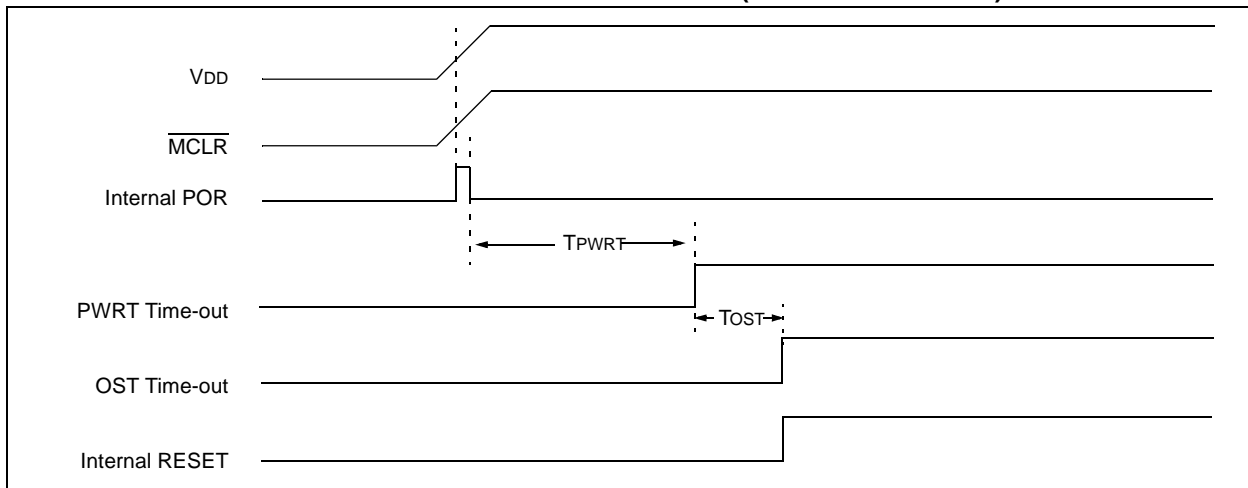 VDD
MCLR
Internal POR
TPWRT
PWRT Time-out
TOST
OST Time-out
Internal RESET